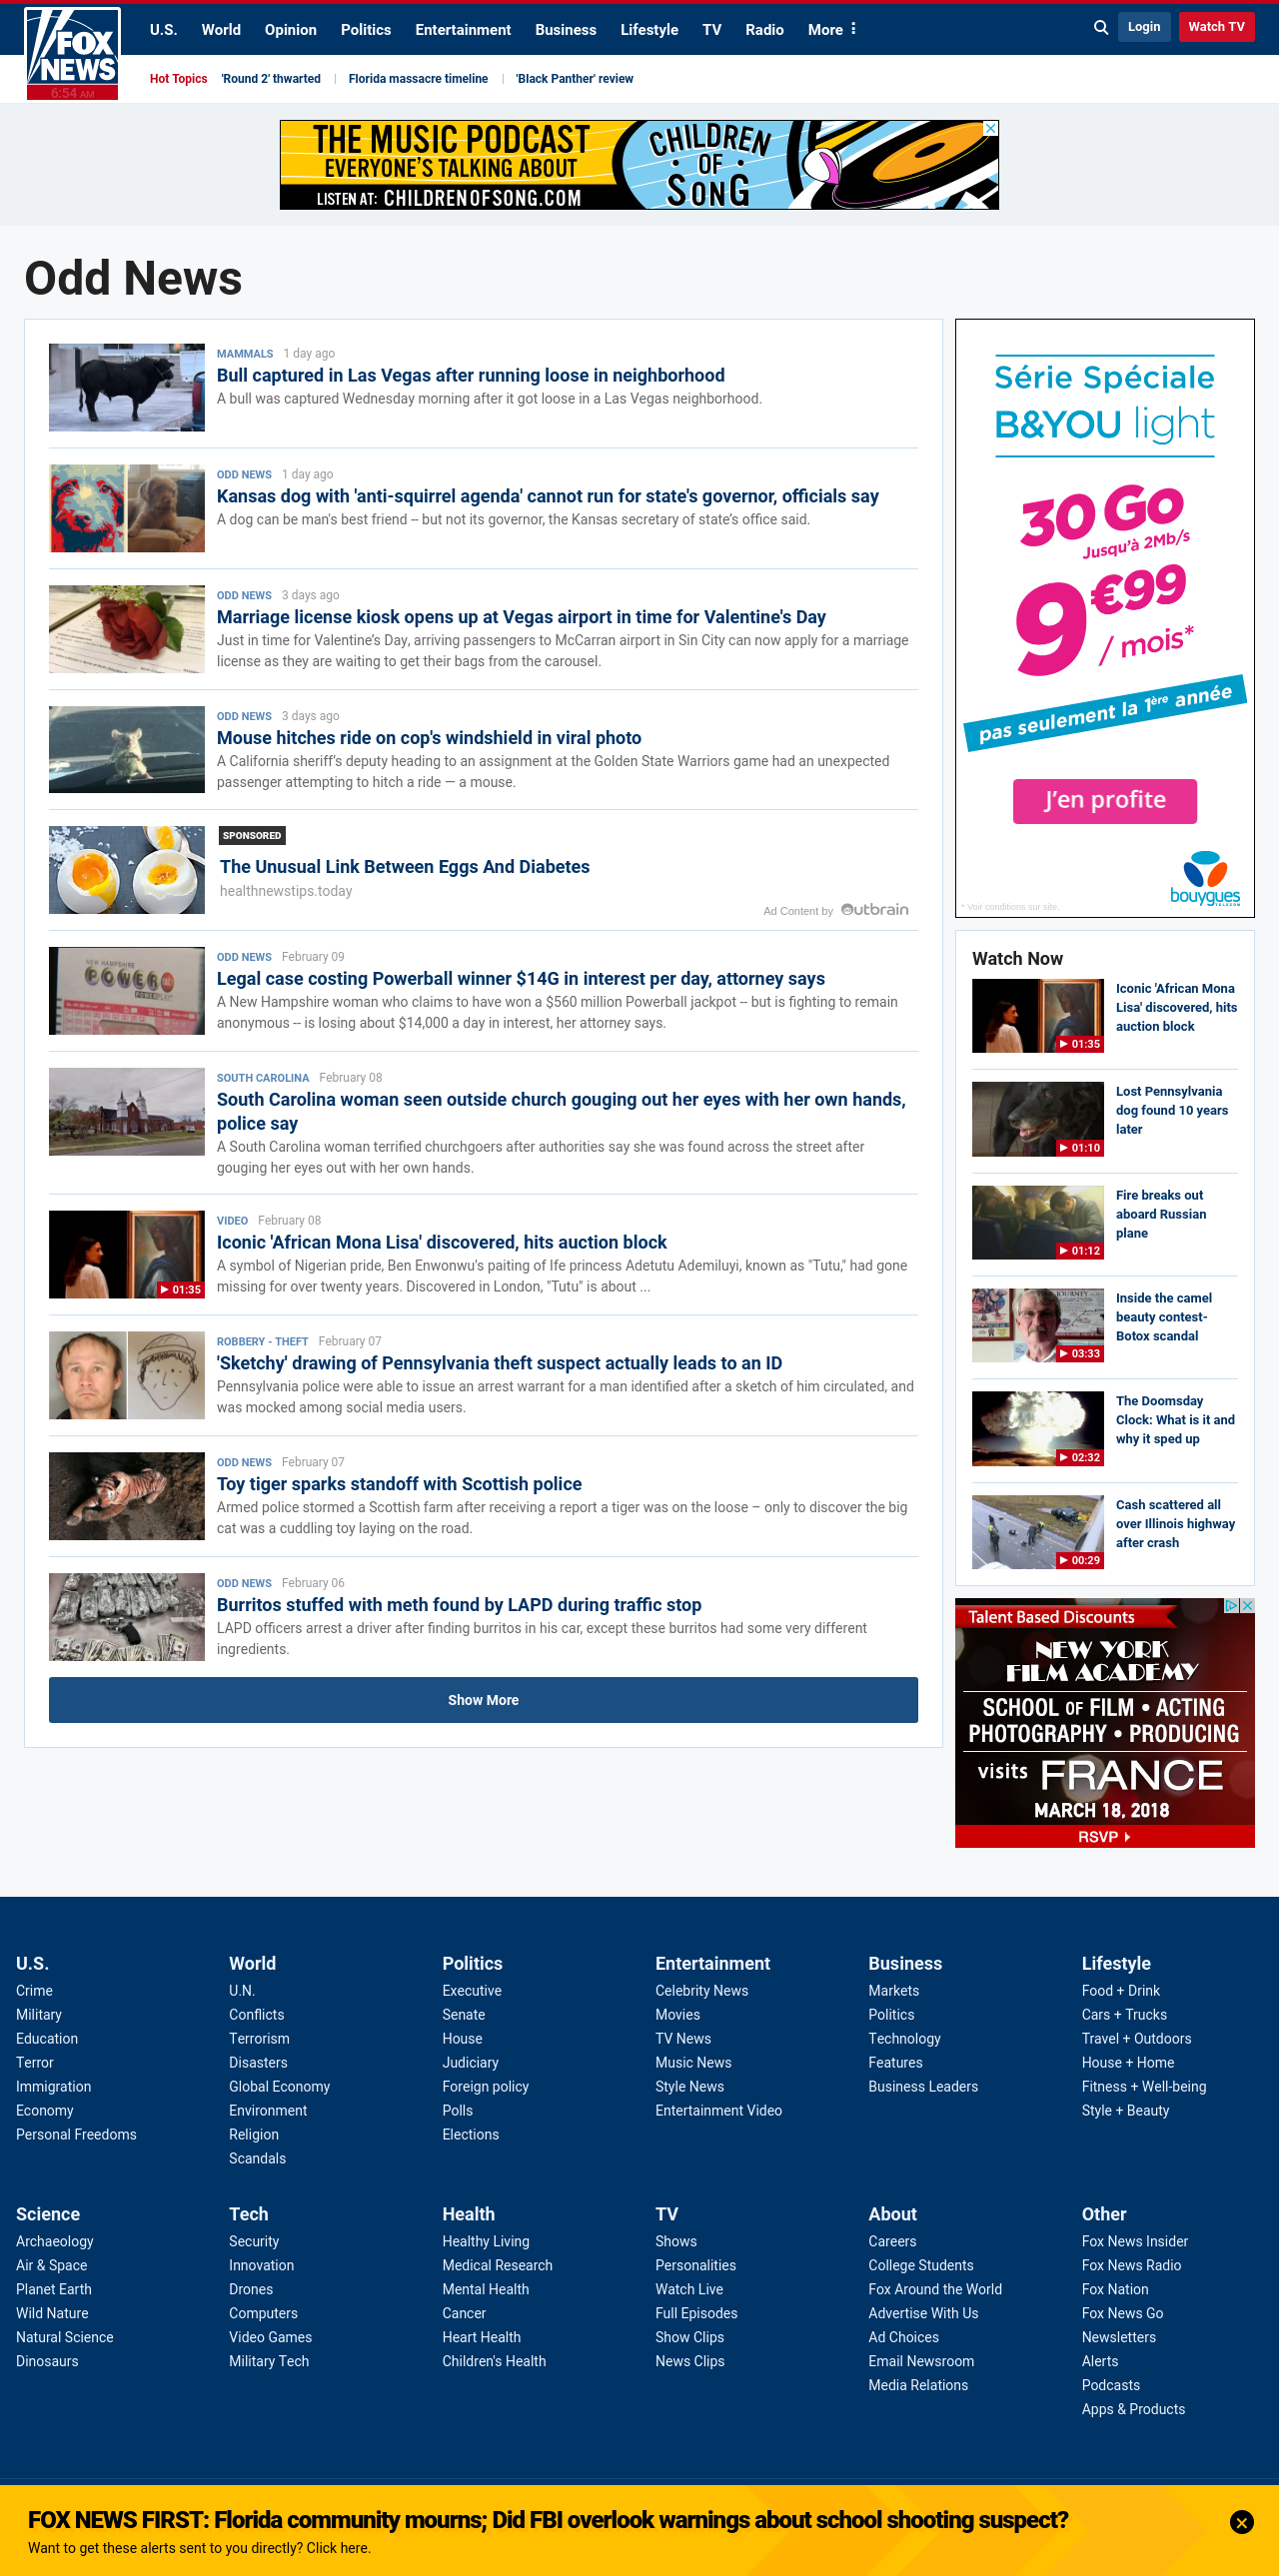 U.S. World Opinion Politics Entertainment Business Lifestyle TV Radio More Login Watch TV
FOX
NEWS
6:54 AM
Hot Topics 'Round 2' thwarted Florida massacre timeline 'Black Panther' review
THE MUSIC PODCAST
EVERYONE'S TALKING ABOUT
LISTEN AT: CHILDRENOFSONG.COM
CHILDREN
OF
SONG
Odd News
MAMMALS 1 day ago
Bull captured in Las Vegas after running loose in neighborhood
A bull was captured Wednesday morning after it got loose in a Las Vegas neighborhood.
ODD NEWS 1 day ago
Kansas dog with 'anti-squirrel agenda' cannot run for state's governor, officials say
A dog can be man's best friend -- but not its governor, the Kansas secretary of state's office said.
ODD NEWS 3 days ago
Marriage license kiosk opens up at Vegas airport in time for Valentine's Day
Just in time for Valentine's Day, arriving passengers to McCarran airport in Sin City can now apply for a marriage
license as they are waiting to get their bags from the carousel.
ODD NEWS 3 days ago
Mouse hitches ride on cop's windshield in viral photo
A California sheriff's deputy heading to an assignment at the Golden State Warriors game had an unexpected
passenger attempting to hitch a ride — a mouse.
SPONSORED
The Unusual Link Between Eggs And Diabetes
healthnewstips.today
Ad Content by Outbrain
NEW HAMPSHIRE
POWER
POWERPLAY
ODD NEWS February 09
Legal case costing Powerball winner $14G in interest per day, attorney says
A New Hampshire woman who claims to have won a $560 million Powerball jackpot -- but is fighting to remain
anonymous -- is losing about $14,000 a day in interest, her attorney says.
SOUTH CAROLINA February 08
South Carolina woman seen outside church gouging out her eyes with her own hands,
police say
A South Carolina woman terrified churchgoers after authorities say she was found across the street after
gouging her eyes out with her own hands.
01:35
VIDEO February 08
Iconic 'African Mona Lisa' discovered, hits auction block
A symbol of Nigerian pride, Ben Enwonwu's paiting of Ife princess Adetutu Ademiluyi, known as "Tutu," had gone
missing for over twenty years. Discovered in London, "Tutu" is about ...
ROBBERY - THEFT February 07
'Sketchy' drawing of Pennsylvania theft suspect actually leads to an ID
Pennsylvania police were able to issue an arrest warrant for a man identified after a sketch of him circulated, and
was mocked among social media users.
ODD NEWS February 07
Toy tiger sparks standoff with Scottish police
Armed police stormed a Scottish farm after receiving a report a tiger was on the loose – only to discover the big
cat was a cuddling toy laying on the road.
ODD NEWS February 06
Burritos stuffed with meth found by LAPD during traffic stop
LAPD officers arrest a driver after finding burritos in his car, except these burritos had some very different
ingredients.
Show More
Série Spéciale
B&YOU light
30 Go
Jusqu'à 2Mb/s
9€99
/ mois*
pas seulement la 1ère année
J'en profite
* Voir conditions sur site.
bouygues
TELECOM
Watch Now
01:35
Iconic 'African Mona
Lisa' discovered, hits
auction block
01:10
Lost Pennsylvania
dog found 10 years
later
01:12
Fire breaks out
aboard Russian
plane
03:33
Inside the camel
beauty contest-
Botox scandal
02:32
The Doomsday
Clock: What is it and
why it sped up
00:29
Cash scattered all
over Illinois highway
after crash
Talent Based Discounts
NEW YORK
FILM ACADEMY
SCHOOL OF FILM • ACTING
PHOTOGRAPHY • PRODUCING
visits FRANCE
MARCH 18, 2018
RSVP
U.S.
Crime
Military
Education
Terror
Immigration
Economy
Personal Freedoms
World
U.N.
Conflicts
Terrorism
Disasters
Global Economy
Environment
Religion
Scandals
Politics
Executive
Senate
House
Judiciary
Foreign policy
Polls
Elections
Entertainment
Celebrity News
Movies
TV News
Music News
Style News
Entertainment Video
Business
Markets
Politics
Technology
Features
Business Leaders
Lifestyle
Food + Drink
Cars + Trucks
Travel + Outdoors
House + Home
Fitness + Well-being
Style + Beauty
Science
Archaeology
Air & Space
Planet Earth
Wild Nature
Natural Science
Dinosaurs
Tech
Security
Innovation
Drones
Computers
Video Games
Military Tech
Health
Healthy Living
Medical Research
Mental Health
Cancer
Heart Health
Children's Health
TV
Shows
Personalities
Watch Live
Full Episodes
Show Clips
News Clips
About
Careers
College Students
Fox Around the World
Advertise With Us
Ad Choices
Email Newsroom
Media Relations
Other
Fox News Insider
Fox News Radio
Fox Nation
Fox News Go
Newsletters
Alerts
Podcasts
Apps & Products
FOX NEWS FIRST: Florida community mourns; Did FBI overlook warnings about school shooting suspect?
Want to get these alerts sent to you directly? Click here.